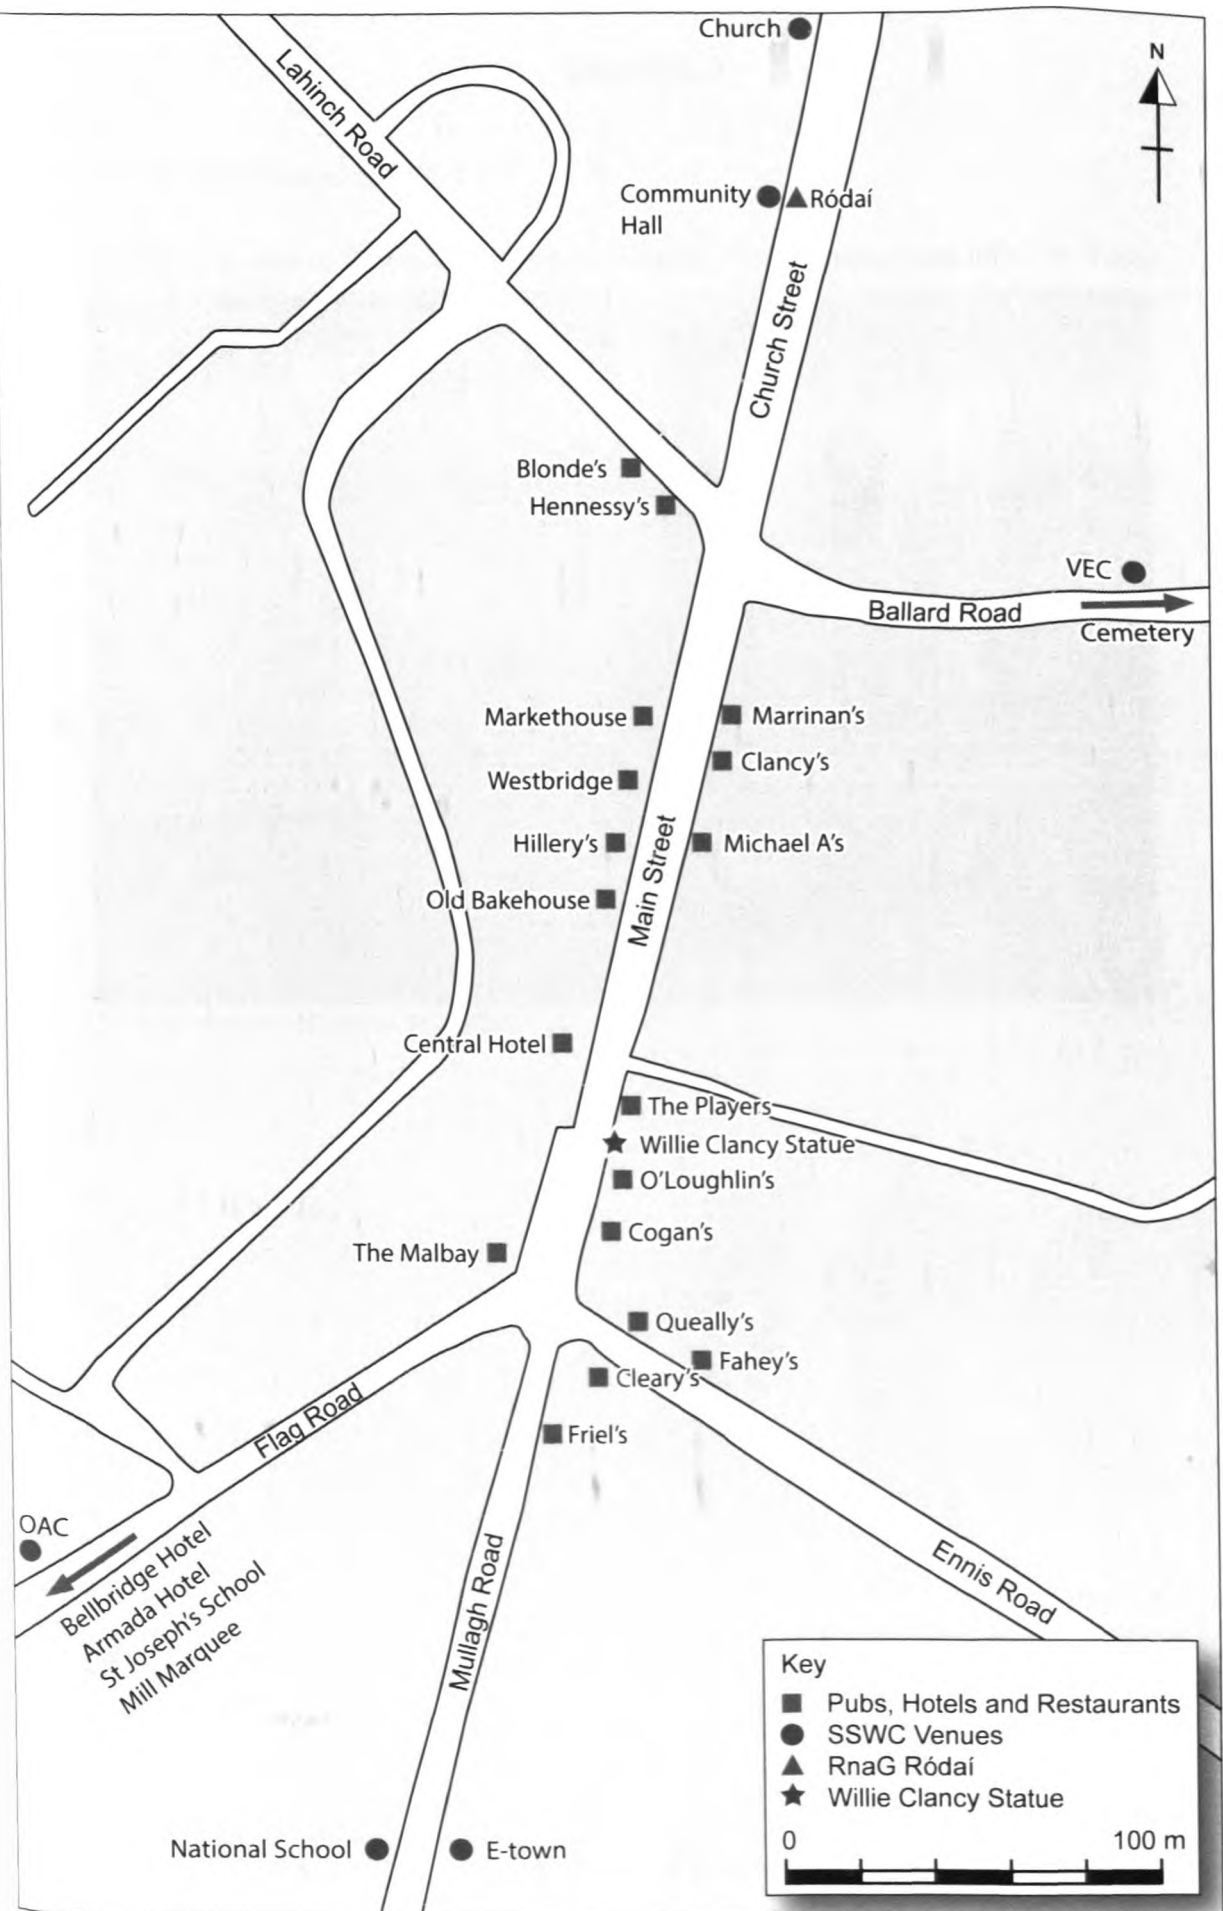 Church
N
Lahinch Road
Community
Hall
Ródaí
Church Street
Blonde's
Hennessy's
VEC
Ballard Road
Cemetery
Markethouse
Marrinan's
Clancy's
Westbridge
Hillery's
Michael A's
Main Street
Old Bakehouse
Central Hotel
The Players
Willie Clancy Statue
O'Loughlin's
Cogan's
The Malbay
Queally's
Fahey's
Cleary's
Flag Road
Friel's
OAC
Bellbridge Hotel
Armada Hotel
St Joseph's School
Mill Marquee
Mullagh Road
Ennis Road
National School
E-town
Key
Pubs, Hotels and Restaurants
SSWC Venues
RnaG Ródaí
Willie Clancy Statue
0 100 m